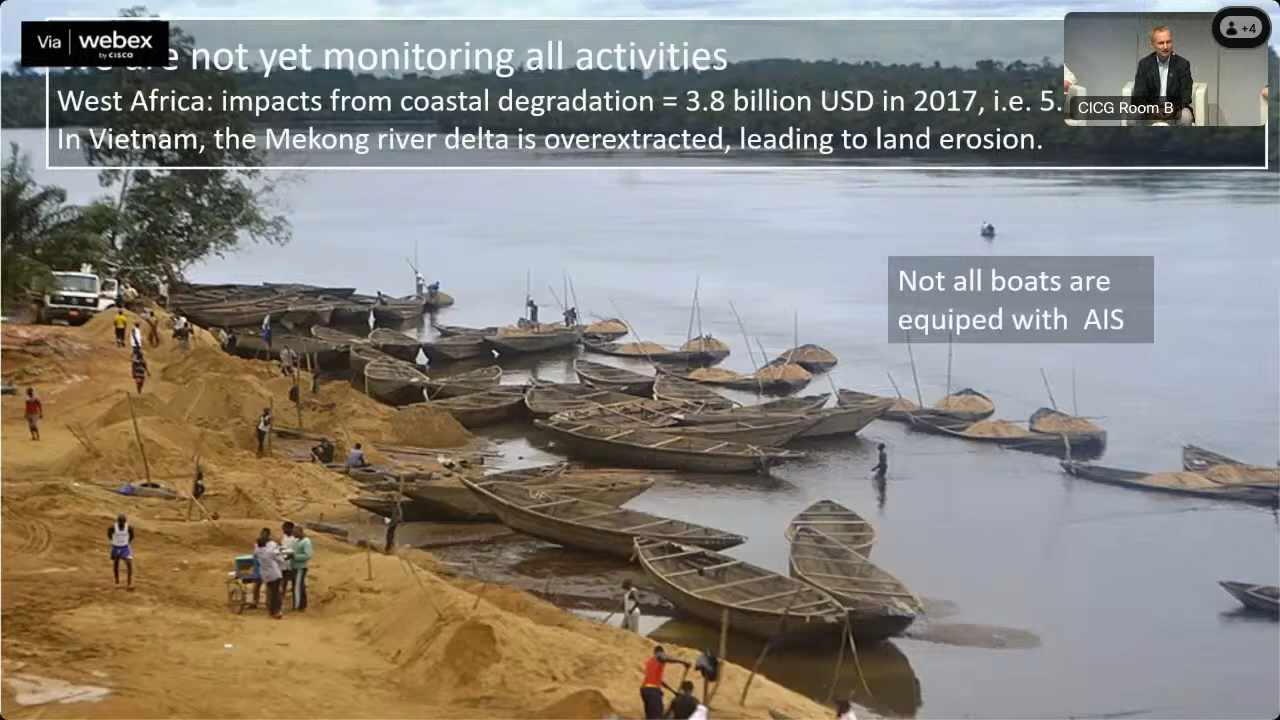 Via webex
by CISCO
+4
are not yet monitoring all activities
West Africa: impacts from coastal degradation = 3.8 billion USD in 2017, i.e. 5.
In Vietnam, the Mekong river delta is overextracted, leading to land erosion.
CICG Room B
Not all boats are
equiped with AIS